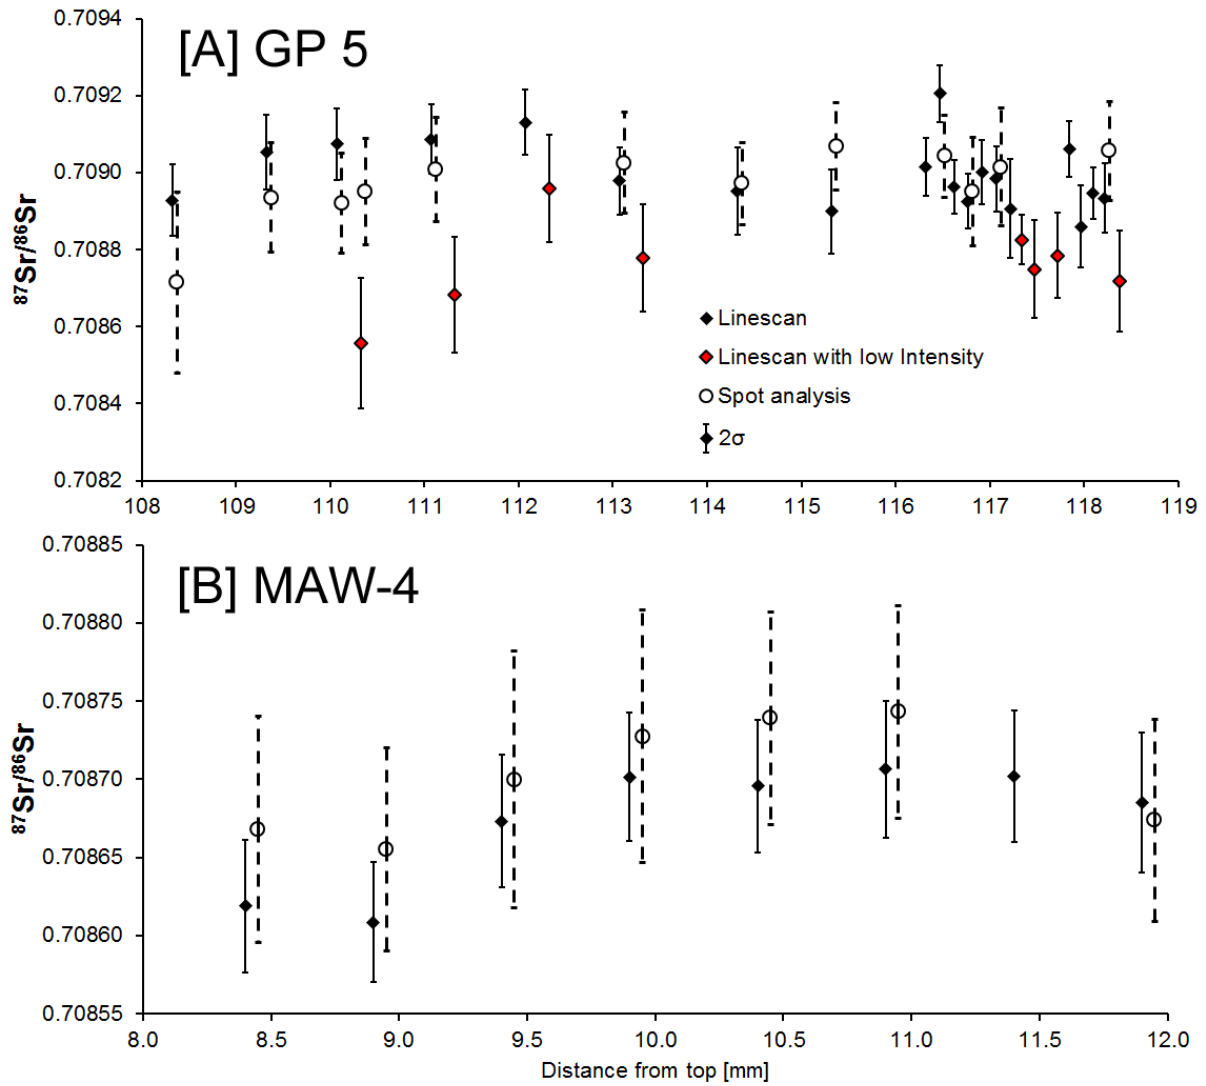 [A] GP 5
0.7094
0.7092
0.7090
0.7088
0.7086
0.7084
0.7082
87Sr/86Sr
Linescan
Linescan with low Intensity
Spot analysis
2σ
108 109 110 111 112 113 114 115 116 117 118 119
[B] MAW-4
0.70885
0.70880
0.70875
0.70870
0.70865
0.70860
0.70855
87Sr/86Sr
8.0 8.5 9.0 9.5 10.0 10.5 11.0 11.5 12.0
Distance from top [mm]